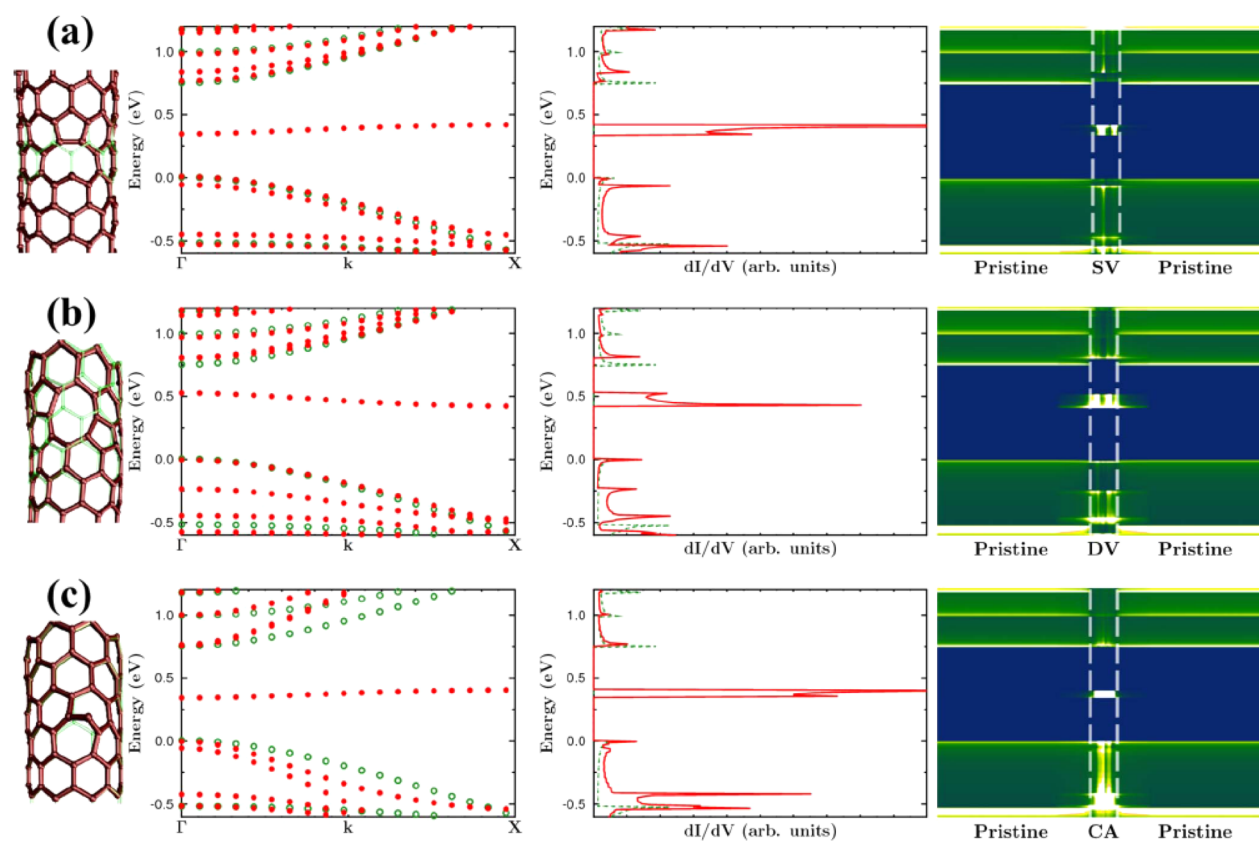 (a)
Energy (eV)
1.0
0.5
0.0
-0.5
Γ k X
Energy (eV)
1.0
0.5
0.0
-0.5
dI/dV (arb. units)
Pristine SV Pristine
(b)
Energy (eV)
1.0
0.5
0.0
-0.5
Γ k X
Energy (eV)
1.0
0.5
0.0
-0.5
dI/dV (arb. units)
Pristine DV Pristine
(c)
Energy (eV)
1.0
0.5
0.0
-0.5
Γ k X
Energy (eV)
1.0
0.5
0.0
-0.5
dI/dV (arb. units)
Pristine CA Pristine